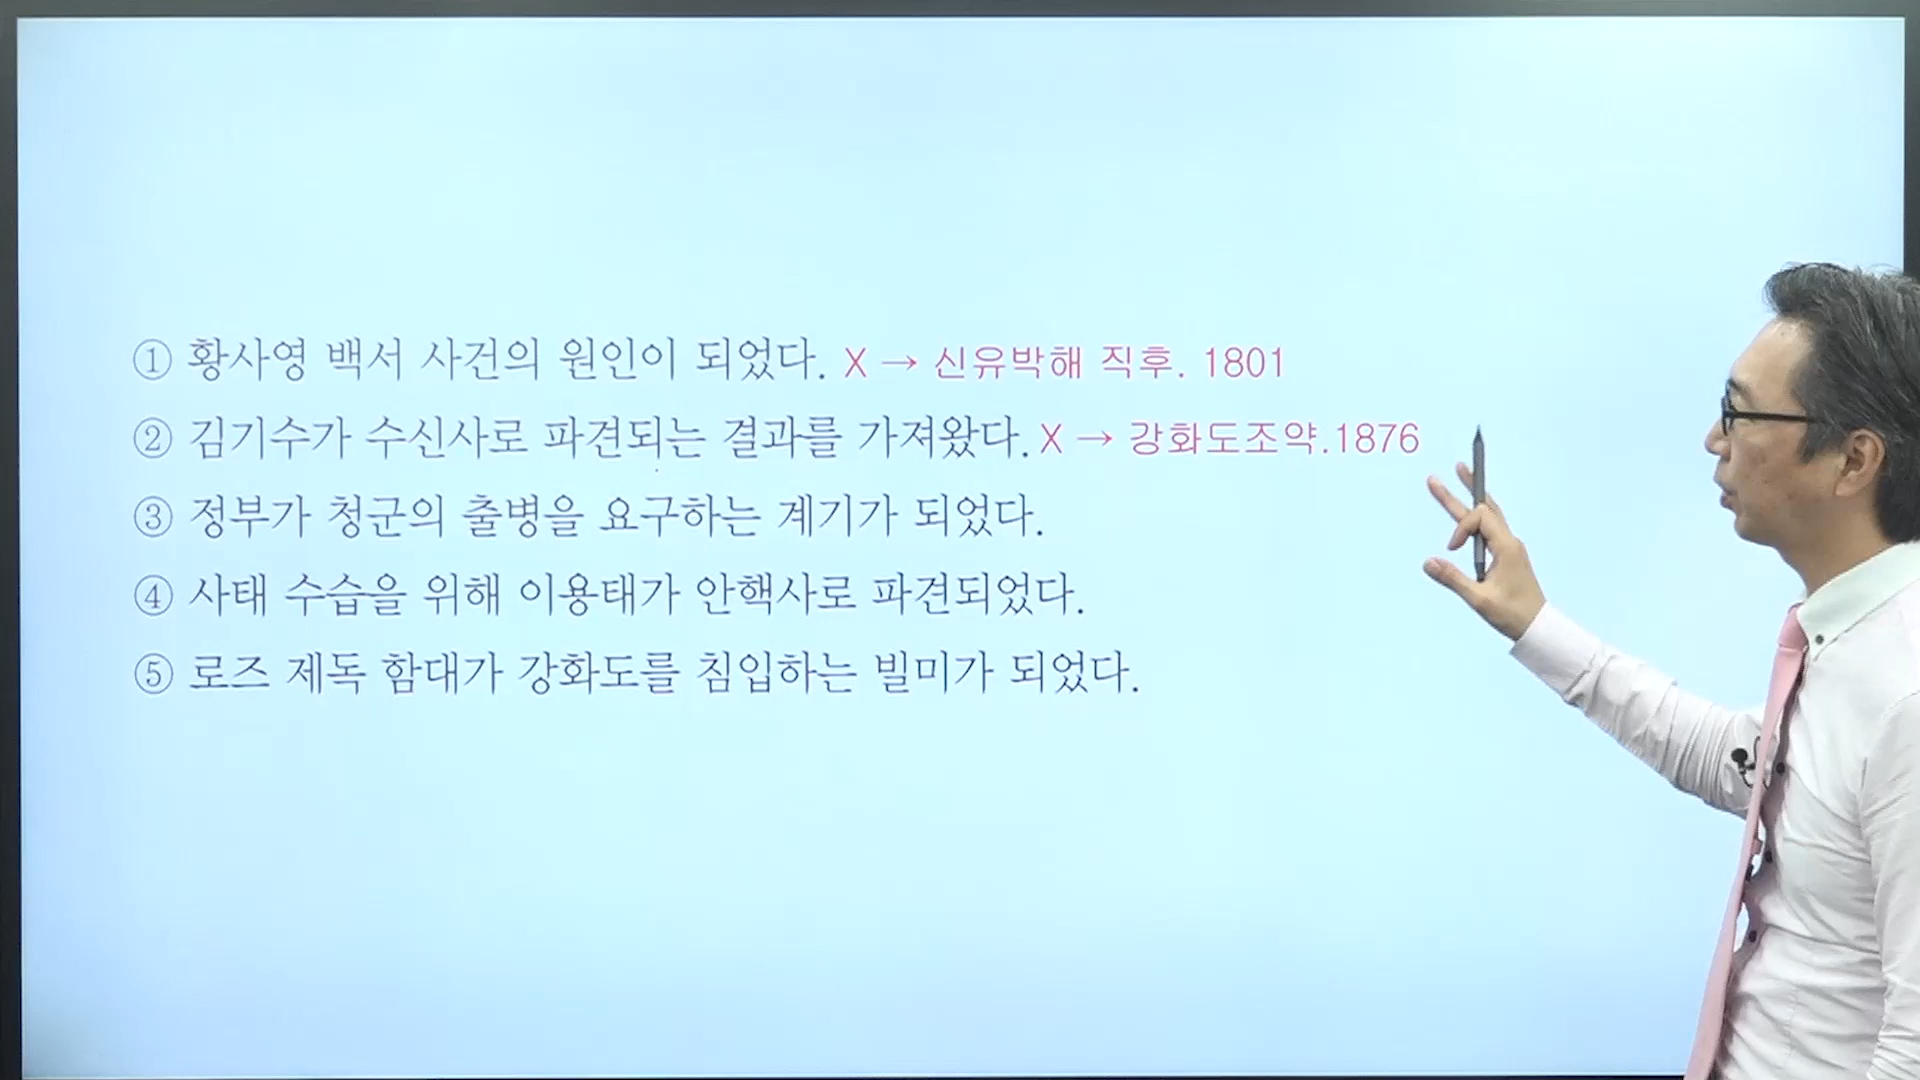 ① 황사영 백서 사건의 원인이 되었다. X → 신유박해 직후. 1801
② 김기수가 수신사로 파견되는 결과를 가져왔다. X → 강화도조약.1876
③ 정부가 청군의 출병을 요구하는 계기가 되었다.
④ 사태 수습을 위해 이용태가 안핵사로 파견되었다.
⑤ 로즈 제독 함대가 강화도를 침입하는 빌미가 되었다.